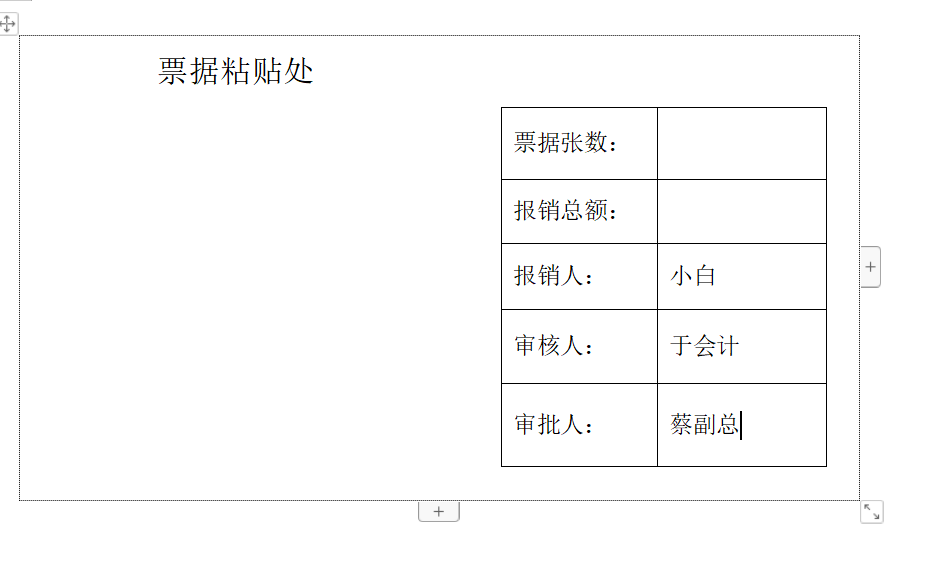 票据粘贴处
票据张数：
报销总额：
报销人： 小白
审核人： 于会计
审批人： 蔡副总